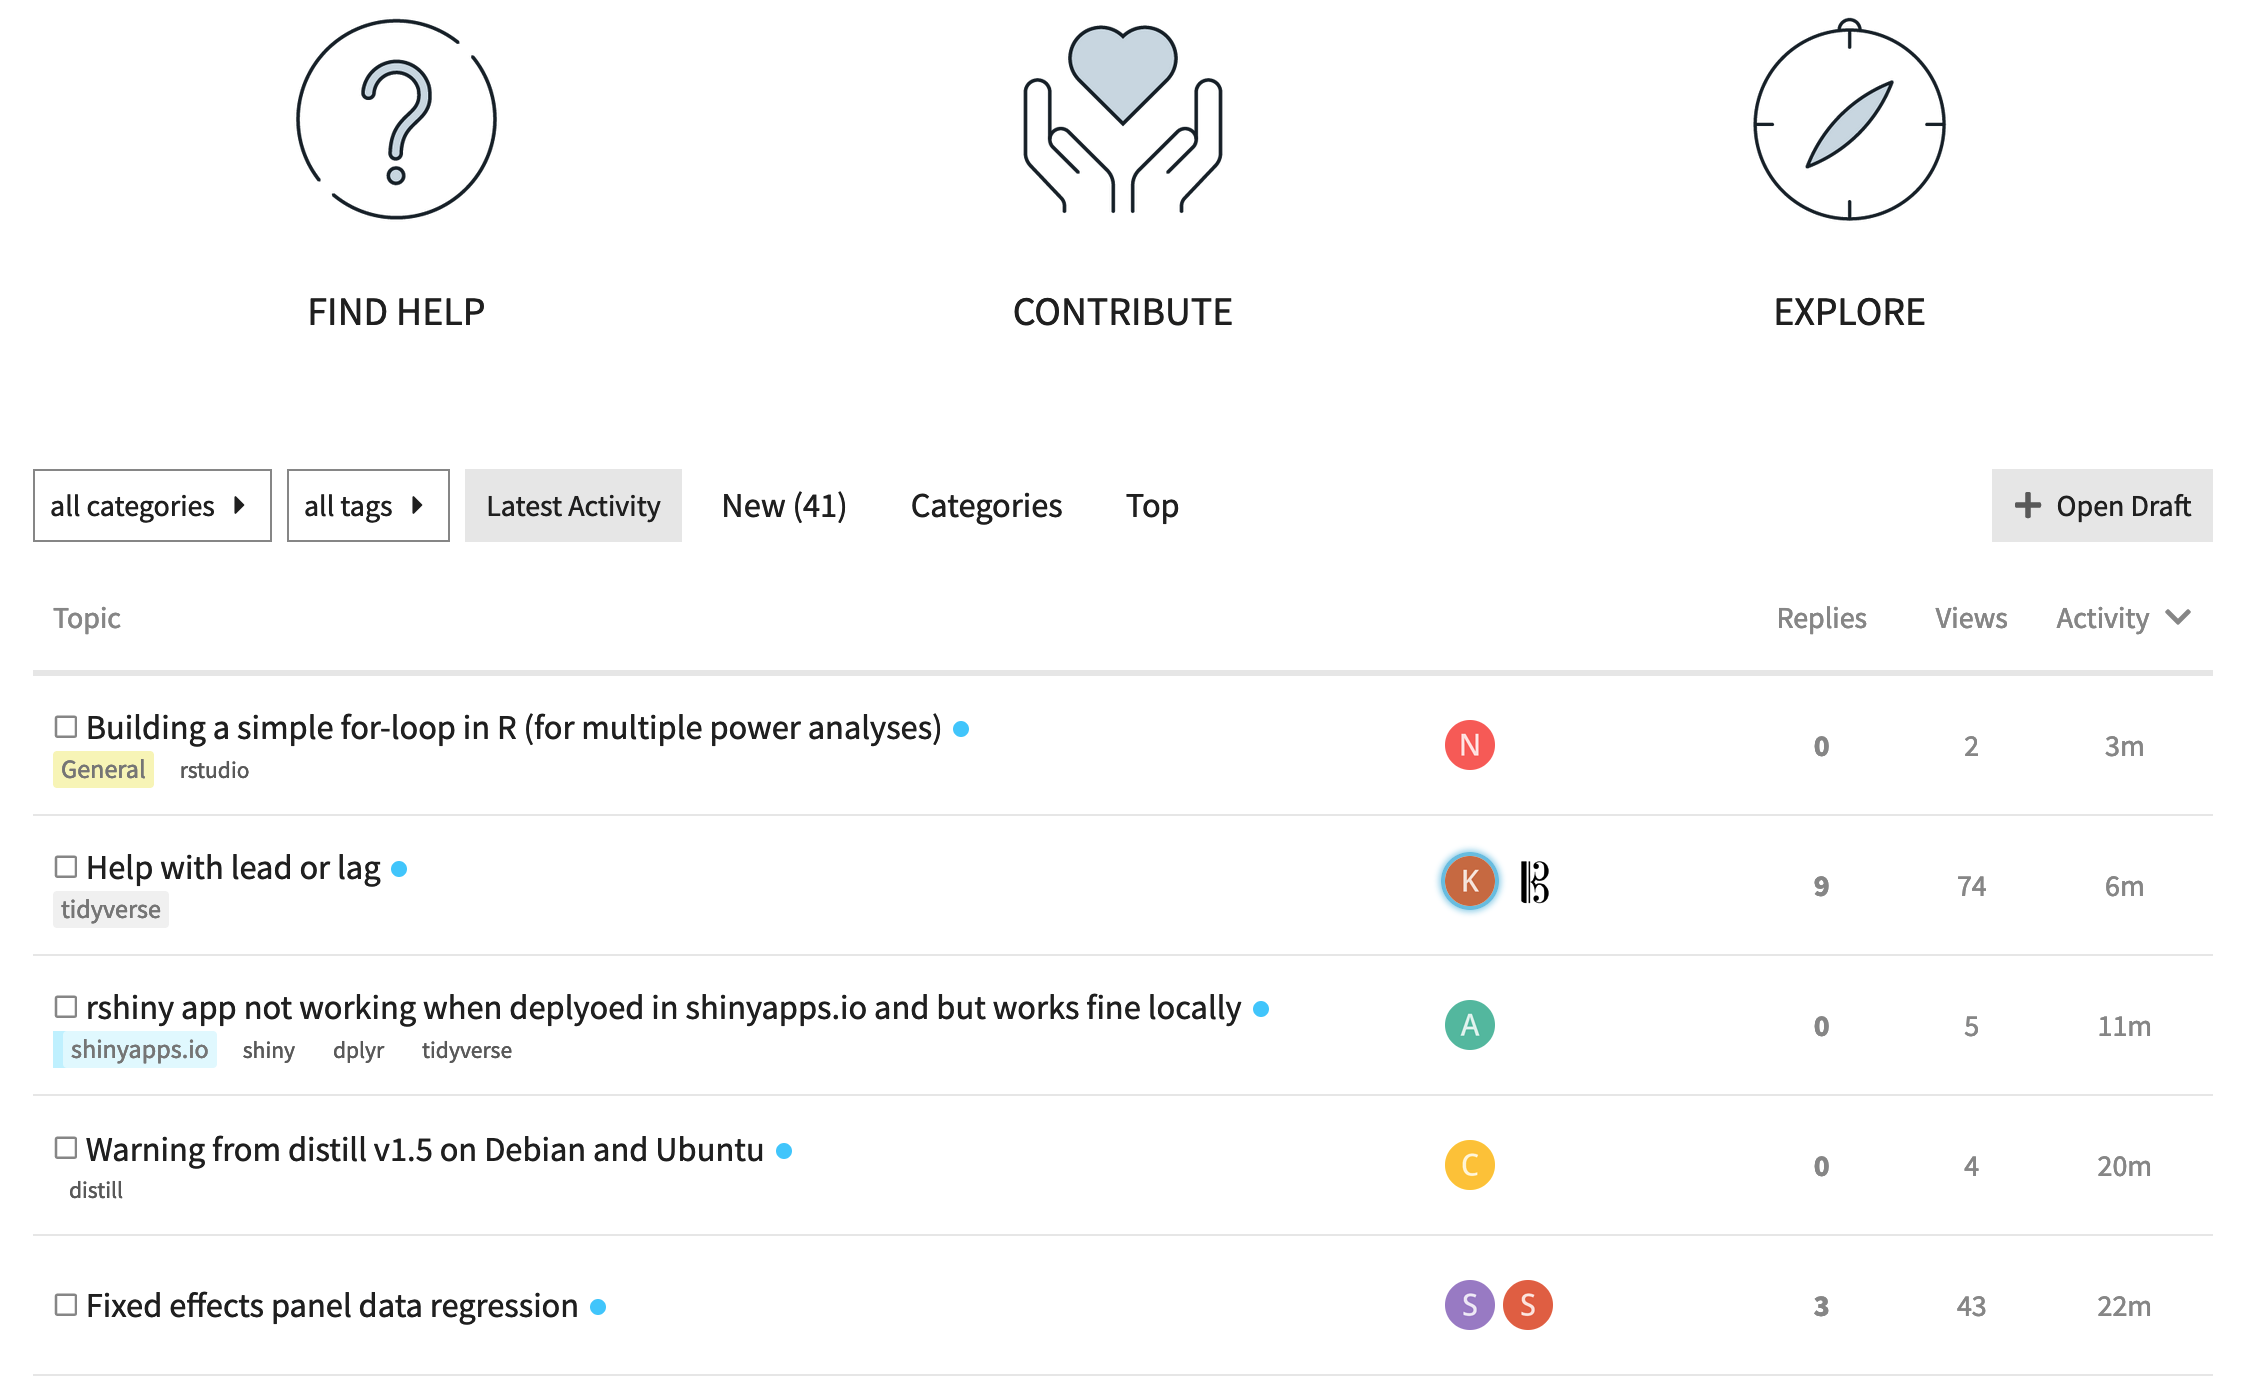 FIND HELP
CONTRIBUTE
EXPLORE
all categories
all tags
Latest Activity
New (41)
Categories
Top
Open Draft
Topic
Replies
Views
Activity
Building a simple for-loop in R (for multiple power analyses)
General rstudio
N
0
2
3m
Help with lead or lag
tidyverse
K
9
74
6m
rshiny app not working when deplyoed in shinyapps.io and but works fine locally
shinyapps.io shiny dplyr tidyverse
A
0
5
11m
Warning from distill v1.5 on Debian and Ubuntu
distill
C
0
4
20m
Fixed effects panel data regression
S S
3
43
22m